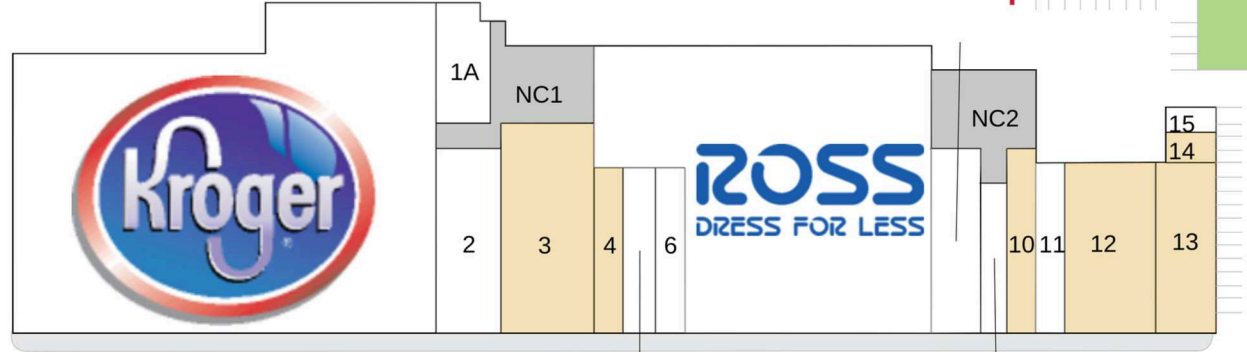 1A
NC1
NC2
15
14
Kroger
®
ROSS
DRESS FOR LESS
2
3
4
6
10
11
12
13